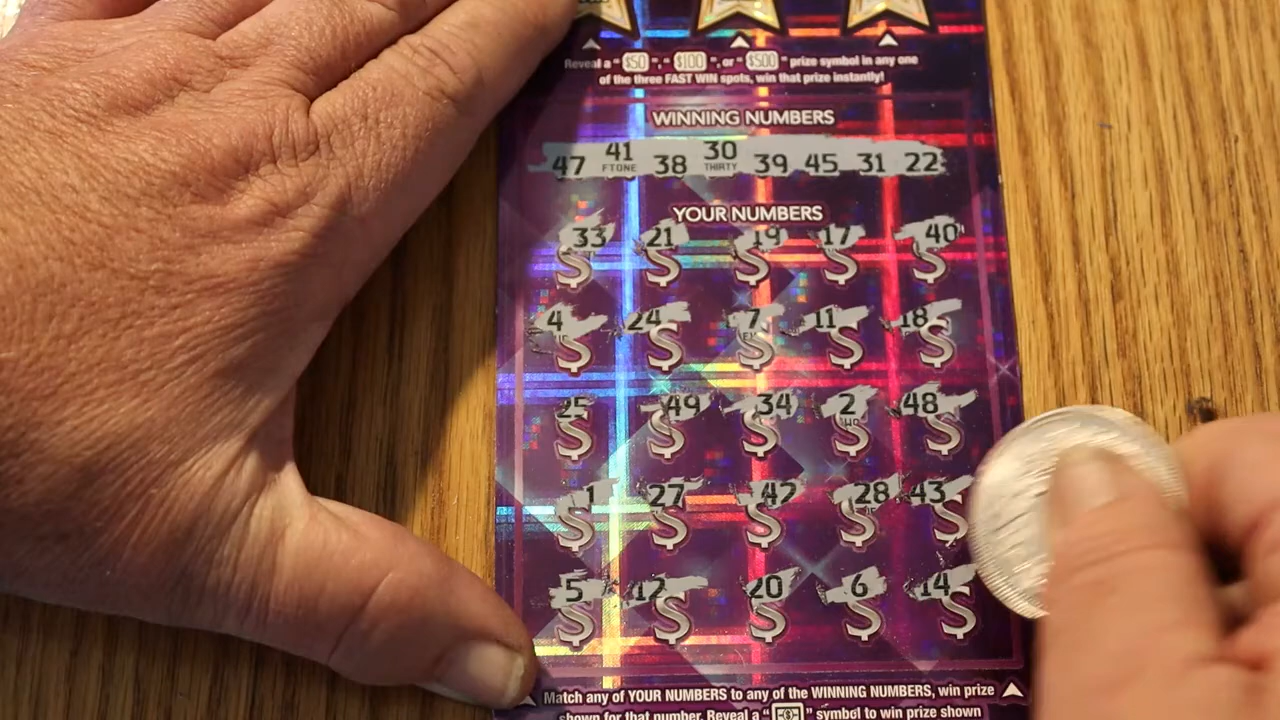 Reveal a " $50 ", " $100 ", or " $500 " prize symbol in any one
of the three FAST WIN spots, win that prize instantly!
WINNING NUMBERS
47 41 38 30 39 45 31 22
FTONE THIRTY
YOUR NUMBERS
33 21 19 17 40
$ $ $ $ $
4 24 7 11 18
$ $ $ $ $
25 49 34 2 48
$ $ $ $ $
1 27 42 28 43
$ $ $ $ $
5 12 20 6 14
$ $ $ $ $
Match any of YOUR NUMBERS to any of the WINNING NUMBERS, win prize
shown for that number. Reveal a " " symbol to win prize shown